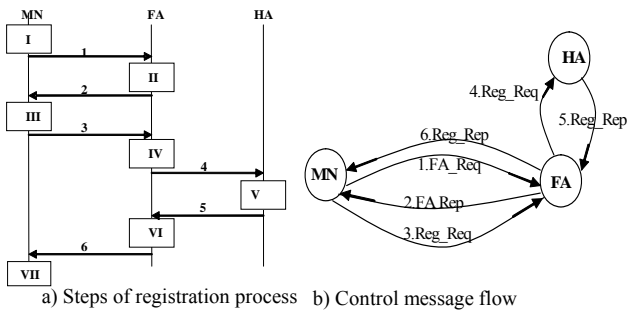 MN FA HA
I
1
II
2
III
3
IV
4
V
5
VI
6
VII
HA
4.Reg_Req
5.Reg_Rep
6.Reg_Rep
1.FA_Req
MN
FA
2.FA Rep
3.Reg_Req
a) Steps of registration process b) Control message flow